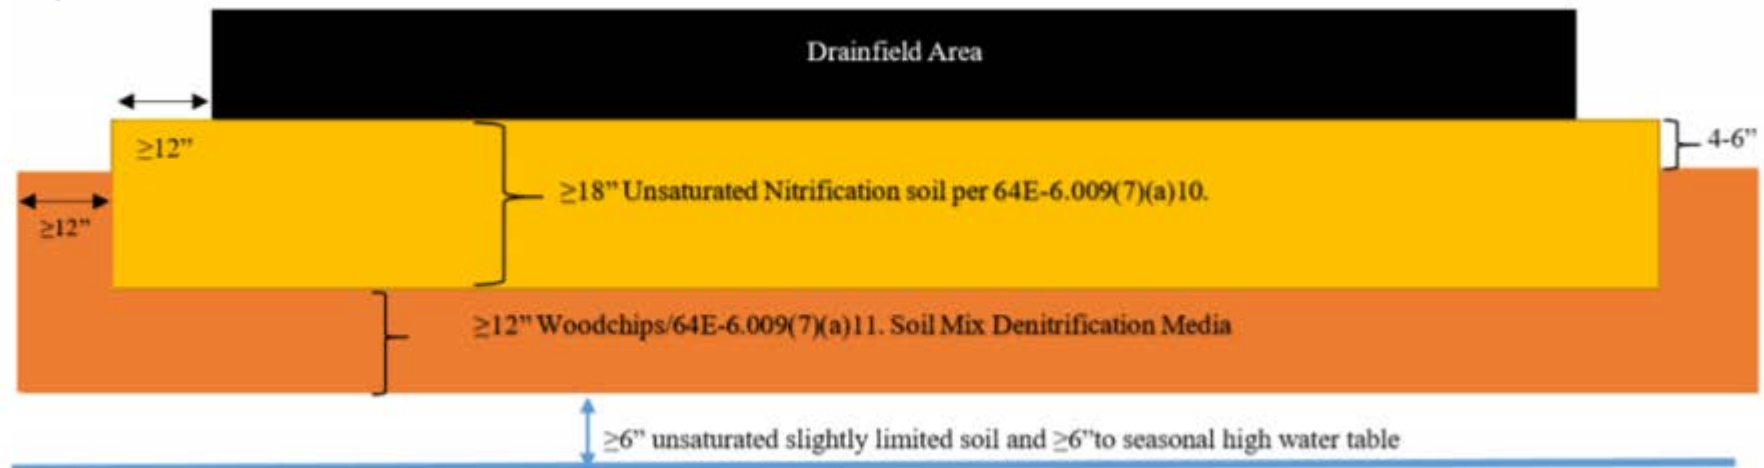 Drainfield Area
≥12”
4-6”
≥18” Unsaturated Nitrification soil per 64E-6.009(7)(a)10.
≥12”
≥12” Woodchips/64E-6.009(7)(a)11. Soil Mix Denitrification Media
≥6” unsaturated slightly limited soil and ≥6”to seasonal high water table